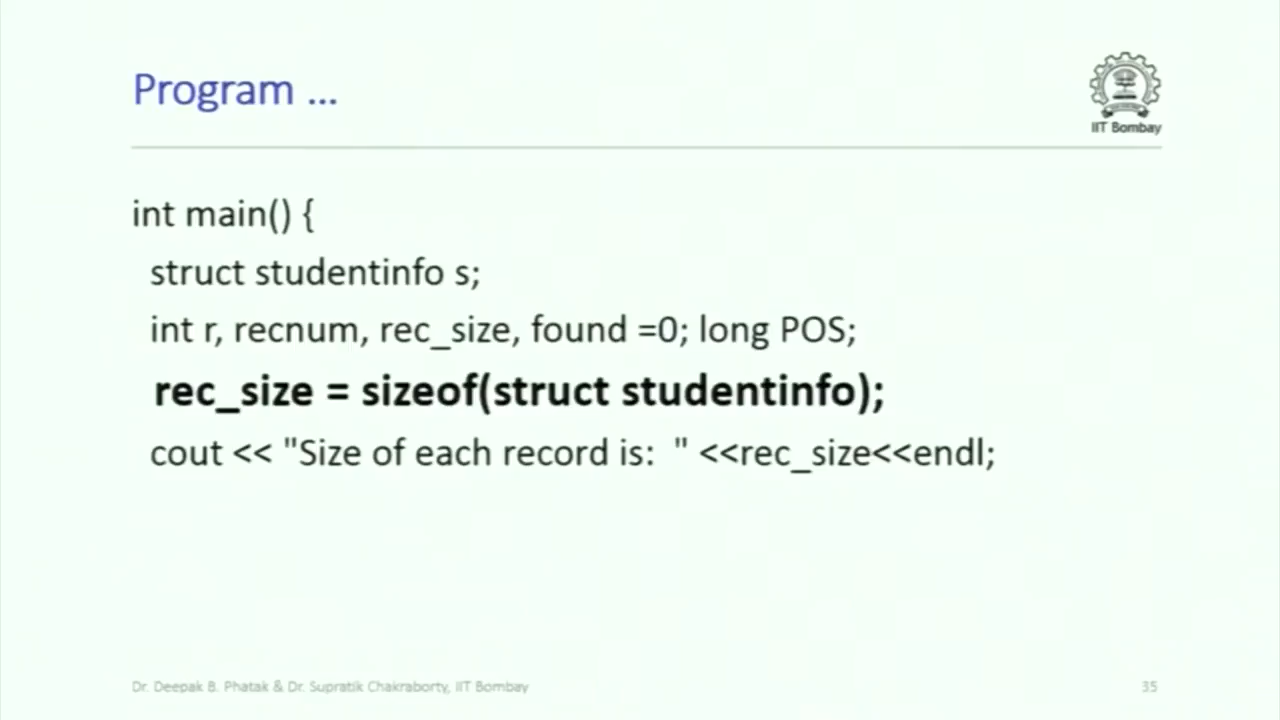 Program ...
IIT Bombay
int main() {
struct studentinfo s;
int r, recnum, rec_size, found =0; long POS;
rec_size = sizeof(struct studentinfo);
cout << "Size of each record is:  " <<rec_size<<endl;
Dr. Deepak B. Phatak & Dr. Supratik Chakraborty, IIT Bombay
35